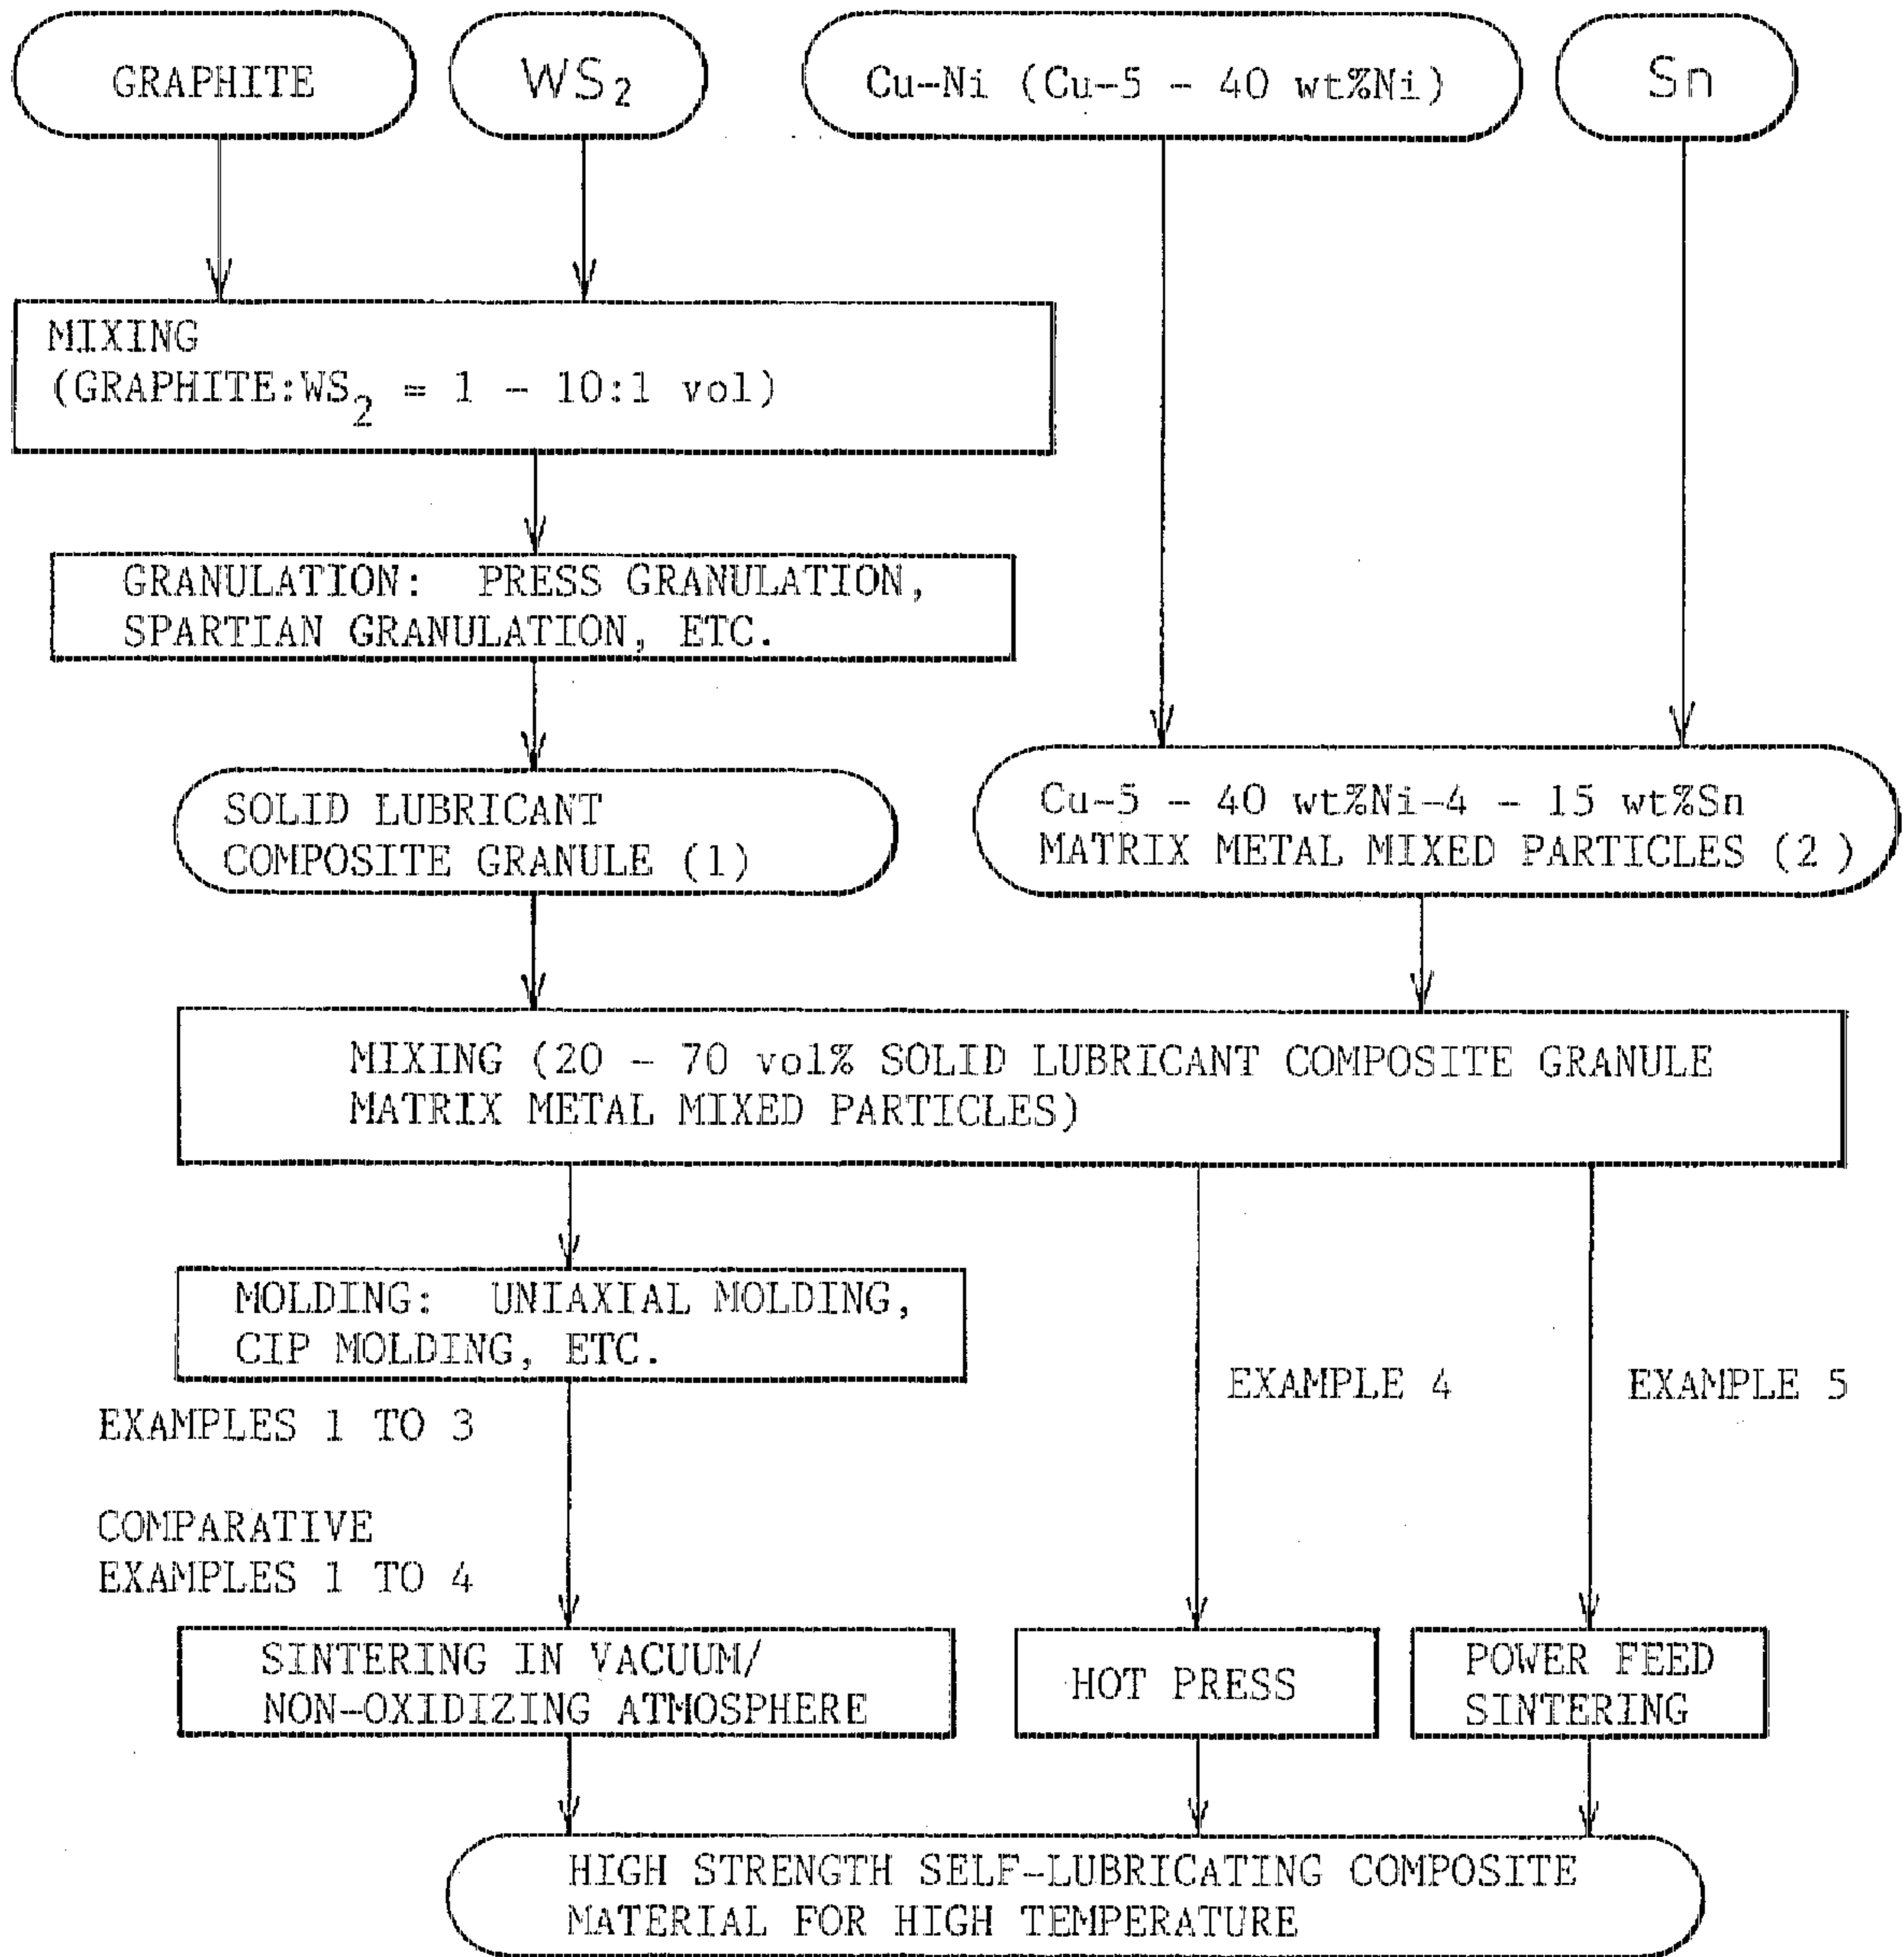 GRAPHITE
WS₂
Cu-Ni (Cu-5 - 40 wt%Ni)
Sn
MIXING
(GRAPHITE:WS₂ = 1 - 10:1 vol)
GRANULATION: PRESS GRANULATION,
SPARTIAN GRANULATION, ETC.
SOLID LUBRICANT
COMPOSITE GRANULE (1)
Cu-5 - 40 wt%Ni-4 - 15 wt%Sn
MATRIX METAL MIXED PARTICLES (2 )
MIXING (20 - 70 vol% SOLID LUBRICANT COMPOSITE GRANULE
MATRIX METAL MIXED PARTICLES)
MOLDING: UNIAXIAL MOLDING,
CIP MOLDING, ETC.
EXAMPLES 1 TO 3
COMPARATIVE
EXAMPLES 1 TO 4
EXAMPLE 4
EXAMPLE 5
SINTERING IN VACUUM/
NON-OXIDIZING ATMOSPHERE
HOT PRESS
POWER FEED
SINTERING
HIGH STRENGTH SELF-LUBRICATING COMPOSITE
MATERIAL FOR HIGH TEMPERATURE